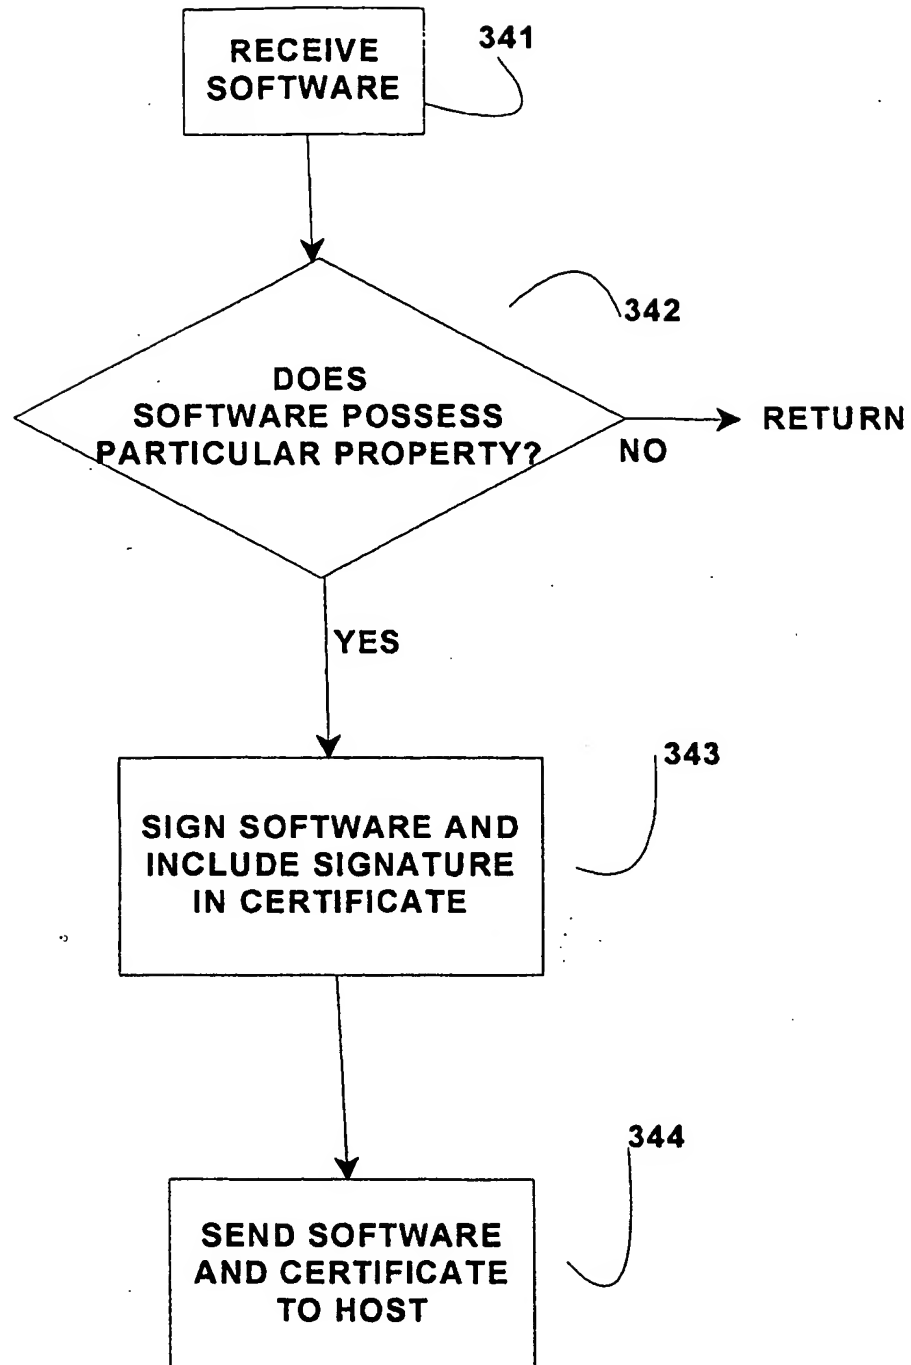 RECEIVE
SOFTWARE
341
342
DOES
SOFTWARE POSSESS
PARTICULAR PROPERTY?
RETURN
NO
YES
343
SIGN SOFTWARE AND
INCLUDE SIGNATURE
IN CERTIFICATE
344
SEND SOFTWARE
AND CERTIFICATE
TO HOST